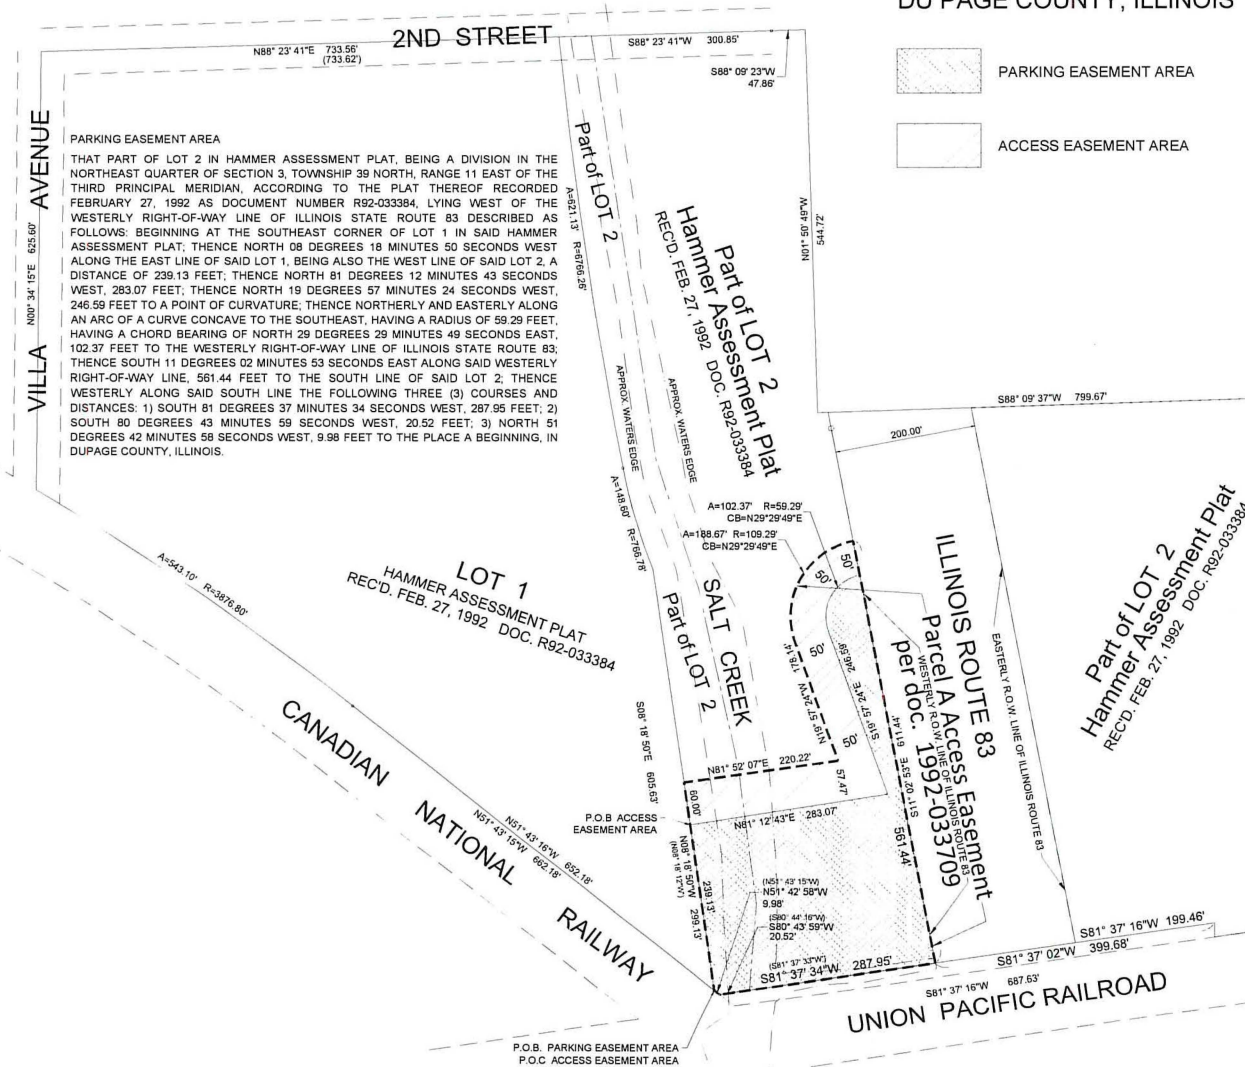 DU PAGE COUNTY, ILLINOIS
PARKING EASEMENT AREA
ACCESS EASEMENT AREA
2ND STREET
N88° 23' 41"E 733.56'
(733.62')
S88° 23' 41"W 300.85'
S88° 09' 23"W
47.86'
VILLA AVENUE
N00° 34' 15"E 625.60'
PARKING EASEMENT AREA
THAT PART OF LOT 2 IN HAMMER ASSESSMENT PLAT, BEING A DIVISION IN THE
NORTHEAST QUARTER OF SECTION 3, TOWNSHIP 39 NORTH, RANGE 11 EAST OF THE
THIRD PRINCIPAL MERIDIAN, ACCORDING TO THE PLAT THEREOF RECORDED
FEBRUARY 27, 1992 AS DOCUMENT NUMBER R92-033384, LYING WEST OF THE
WESTERLY RIGHT-OF-WAY LINE OF ILLINOIS STATE ROUTE 83 DESCRIBED AS
FOLLOWS: BEGINNING AT THE SOUTHEAST CORNER OF LOT 1 IN SAID HAMMER
ASSESSMENT PLAT; THENCE NORTH 08 DEGREES 18 MINUTES 50 SECONDS WEST
ALONG THE EAST LINE OF SAID LOT 1, BEING ALSO THE WEST LINE OF SAID LOT 2, A
DISTANCE OF 239.13 FEET; THENCE NORTH 81 DEGREES 12 MINUTES 43 SECONDS
WEST, 283.07 FEET; THENCE NORTH 19 DEGREES 57 MINUTES 24 SECONDS WEST,
246.59 FEET TO A POINT OF CURVATURE; THENCE NORTHERLY AND EASTERLY ALONG
AN ARC OF A CURVE CONCAVE TO THE SOUTHEAST, HAVING A RADIUS OF 59.29 FEET,
HAVING A CHORD BEARING OF NORTH 29 DEGREES 29 MINUTES 49 SECONDS EAST,
102.37 FEET TO THE WESTERLY RIGHT-OF-WAY LINE OF ILLINOIS STATE ROUTE 83;
THENCE SOUTH 11 DEGREES 02 MINUTES 53 SECONDS EAST ALONG SAID WESTERLY
RIGHT-OF-WAY LINE, 561.44 FEET TO THE SOUTH LINE OF SAID LOT 2; THENCE
WESTERLY ALONG SAID SOUTH LINE THE FOLLOWING THREE (3) COURSES AND
DISTANCES: 1) SOUTH 81 DEGREES 37 MINUTES 34 SECONDS WEST, 287.95 FEET; 2)
SOUTH 80 DEGREES 43 MINUTES 59 SECONDS WEST, 20.52 FEET; 3) NORTH 51
DEGREES 42 MINUTES 58 SECONDS WEST, 9.98 FEET TO THE PLACE A BEGINNING, IN
DUPAGE COUNTY, ILLINOIS.
Part of LOT 2
A=621.13' R=6766.26'
Part of LOT 2
Hammer Assessment Plat
REC'D. FEB. 27, 1992 DOC. R92-033384
N01° 50' 49"W
544.72'
S88° 09' 37"W 799.67'
200.00'
APPROX. WATERS EDGE
APPROX. WATERS EDGE
A=148.60' R=766.78'
A=102.37' R=59.29'
CB=N29°29'49"E
A=188.67' R=109.29'
CB=N29°29'49"E
LOT 1
HAMMER ASSESSMENT PLAT
REC'D. FEB. 27, 1992 DOC. R92-033384
A=543.10' R=3876.80'
Part of LOT 2
SALT CREEK
50'
50'
50'
50'
N19° 57' 24"W 178.14'
S19° 57' 24"E 246.59'
S11° 02' 53"E 611.44'
561.44'
ILLINOIS ROUTE 83
Parcel A Access Easement
per doc. 1992-033709
WESTERLY R.O.W. LINE OF ILLINOIS ROUTE 83
EASTERLY R.O.W. LINE OF ILLINOIS ROUTE 83
Part of LOT 2
Hammer Assessment Plat
REC'D. FEB. 27, 1992 DOC. R92-033384
S08° 18' 50"E 605.63'
N81° 52' 07"E 220.22'
57.47'
60.00'
P.O.B ACCESS
EASEMENT AREA
N81° 12' 43"E 283.07'
N08° 18' 50"W 299.13'
(N08° 18' 12"W)
239.13'
(N51° 43' 15"W)
N51° 42' 58"W
9.98'
(S80° 44' 16"W)
S80° 43' 59"W
20.52'
(S81° 37' 33"W)
S81° 37' 34"W 287.95'
CANADIAN NATIONAL RAILWAY
N51° 43' 16"W 652.18'
N51° 43' 15"W 662.18'
S81° 37' 16"W 199.46'
S81° 37' 02"W 399.68'
S81° 37' 16"W 687.63'
UNION PACIFIC RAILROAD
P.O.B. PARKING EASEMENT AREA
P.O.C ACCESS EASEMENT AREA